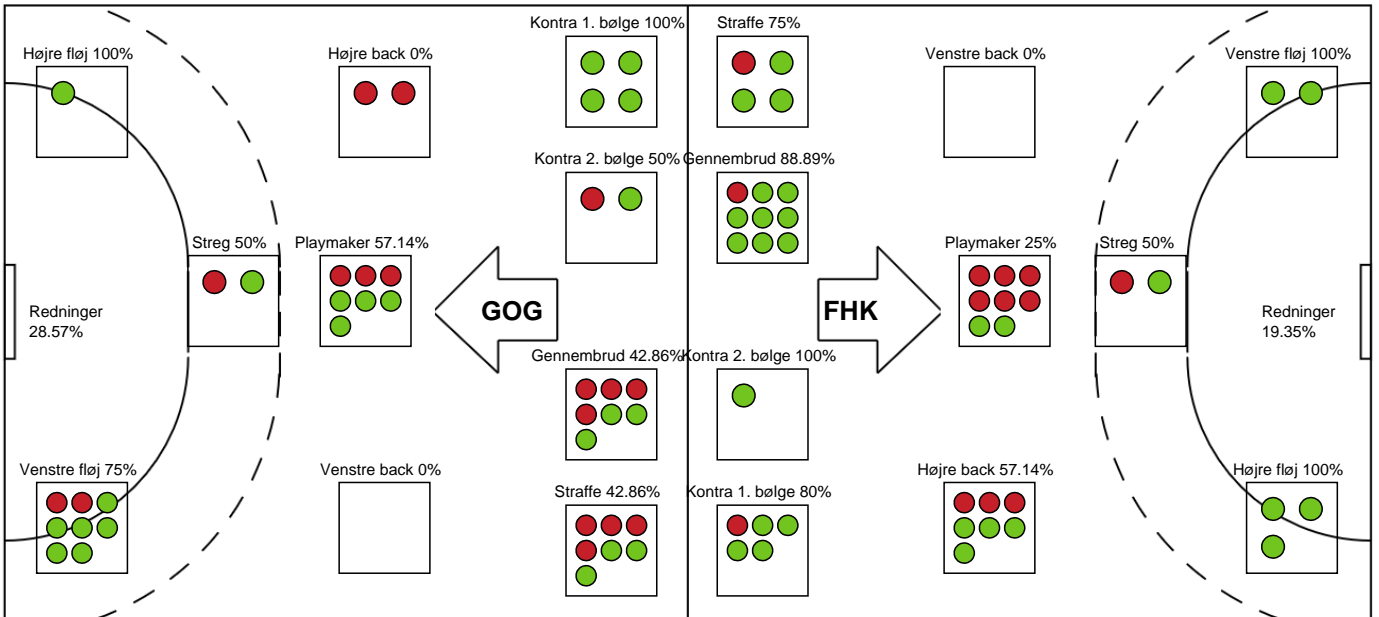 Kontra 1. bølge 100%
Straffe 75%
Højre fløj 100%
Højre back 0%
Venstre back 0%
Venstre fløj 100%
Kontra 2. bølge 50%
Gennembrud 88.89%
Streg 50%
Playmaker 57.14%
Playmaker 25%
Streg 50%
Redninger
28.57%
GOG
FHK
Redninger
19.35%
Gennembrud 42.86%
Kontra 2. bølge 100%
Venstre fløj 75%
Venstre back 0%
Højre back 57.14%
Højre fløj 100%
Straffe 42.86%
Kontra 1. bølge 80%